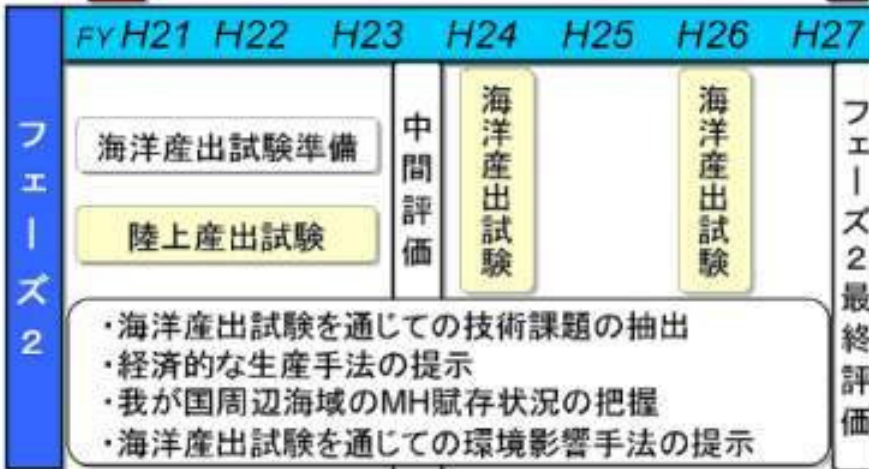 FY H21 H22 H23 H24 H25 H26 H27
フェーズ2
海洋産出試験準備
陸上産出試験
中間評価
海洋産出試験
海洋産出試験
フェーズ2最終評価
・海洋産出試験を通じての技術課題の抽出
・経済的な生産手法の提示
・我が国周辺海域のMH賦存状況の把握
・海洋産出試験を通じての環境影響手法の提示